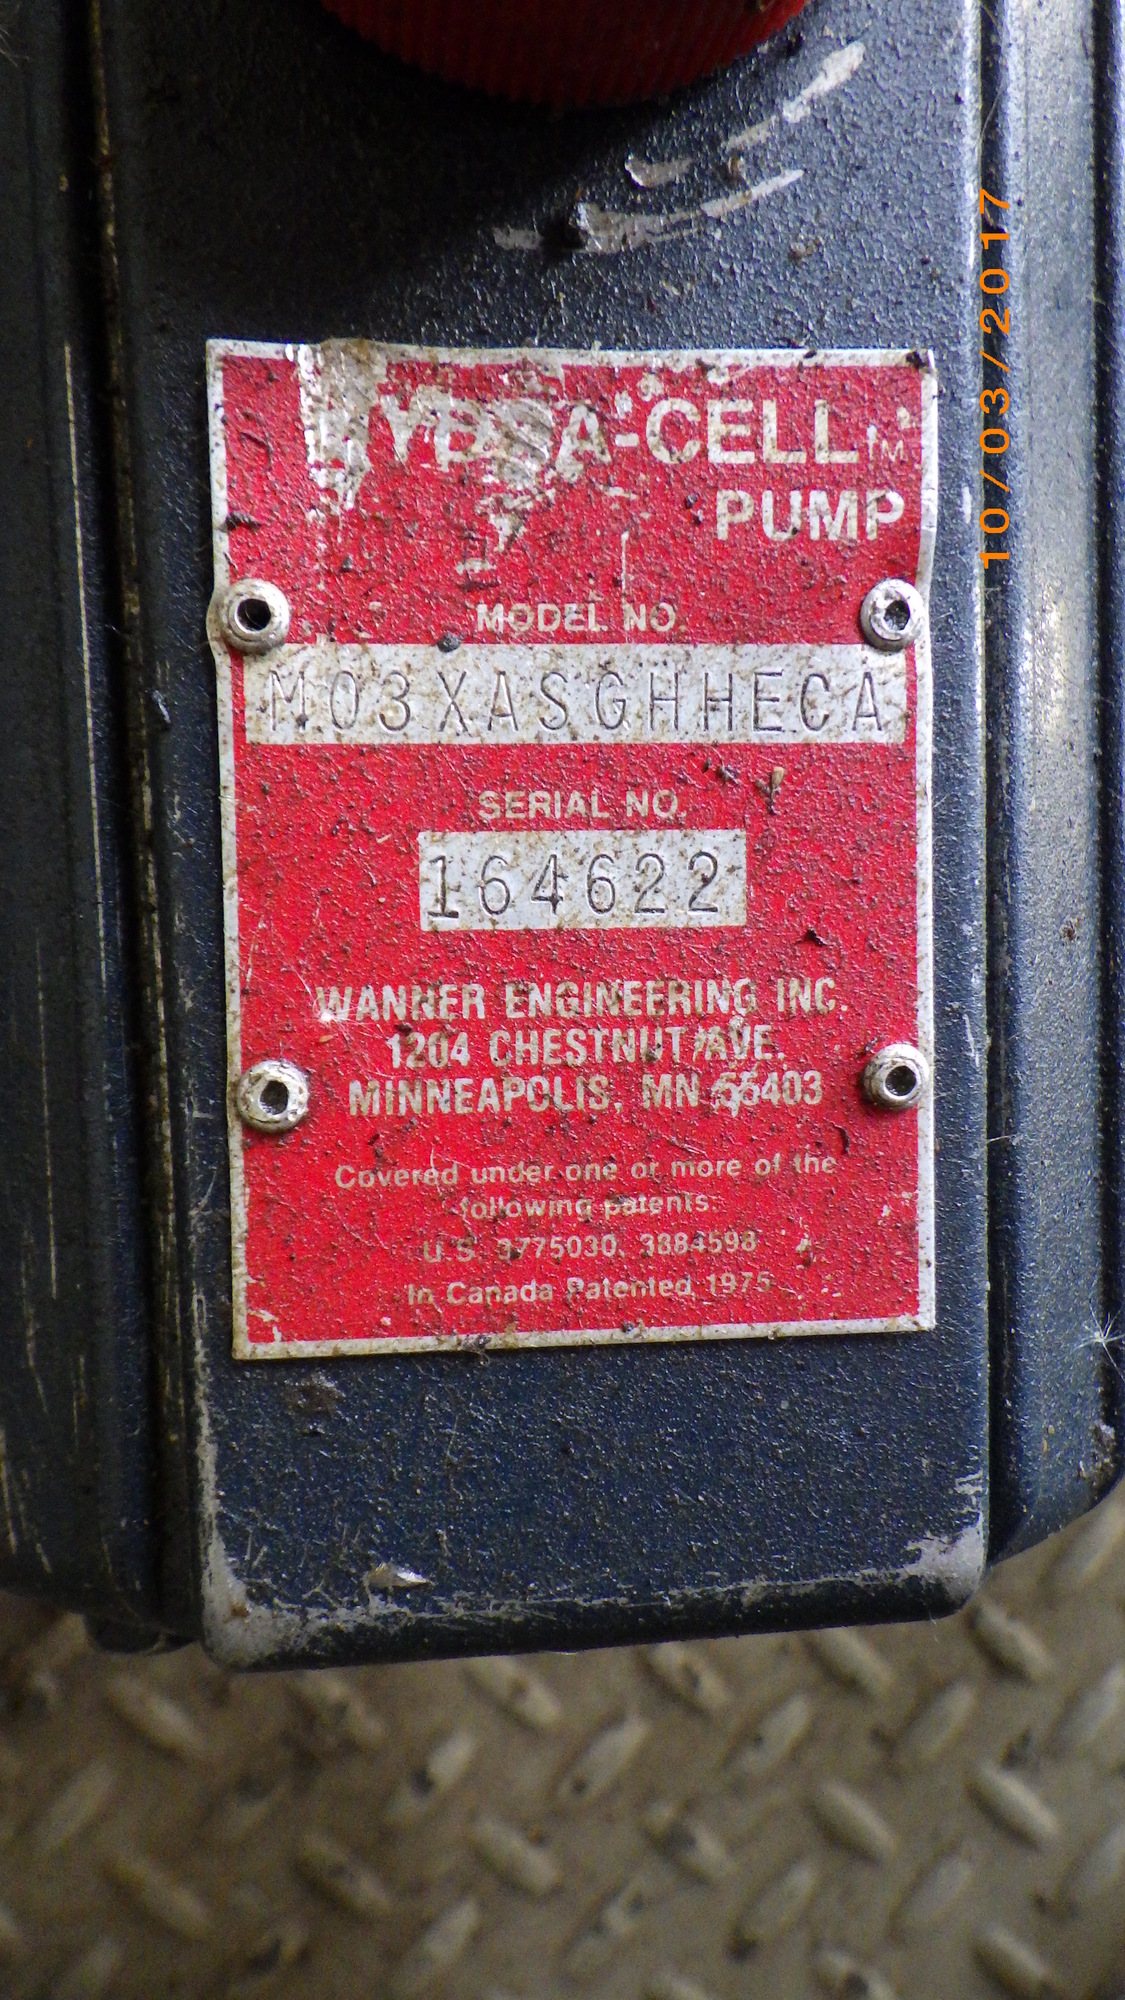 HYDRA-CELL TM
PUMP
MODEL NO.
M03XASGHHECA
SERIAL NO.
164622
WANNER ENGINEERING INC.
1204 CHESTNUT AVE.
MINNEAPOLIS, MN 55403
Covered under one or more of the
following patents:
U.S. 3775030, 3884598
In Canada Patented 1975
10/03/2017